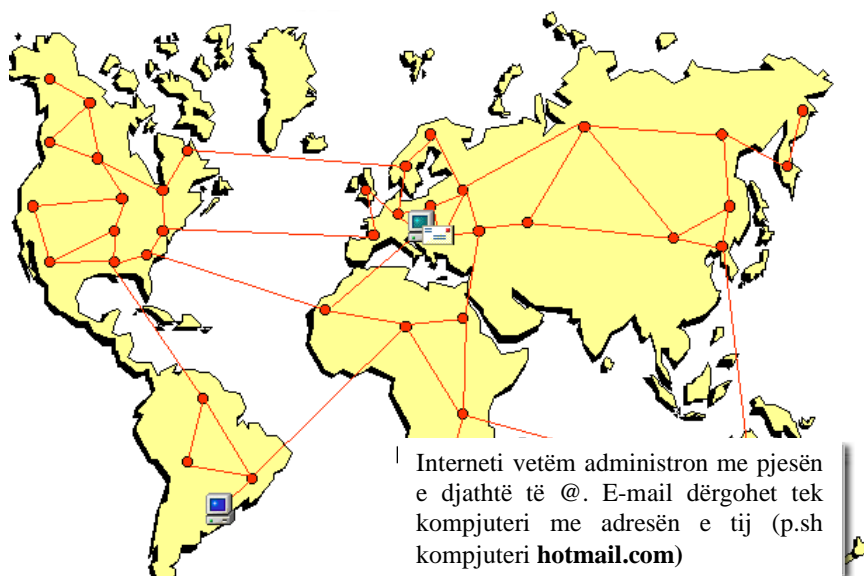 Interneti vetëm administron me pjesën
e djathtë të @. E-mail dërgohet tek
kompjuteri me adresën e tij (p.sh
kompjuteri hotmail.com)